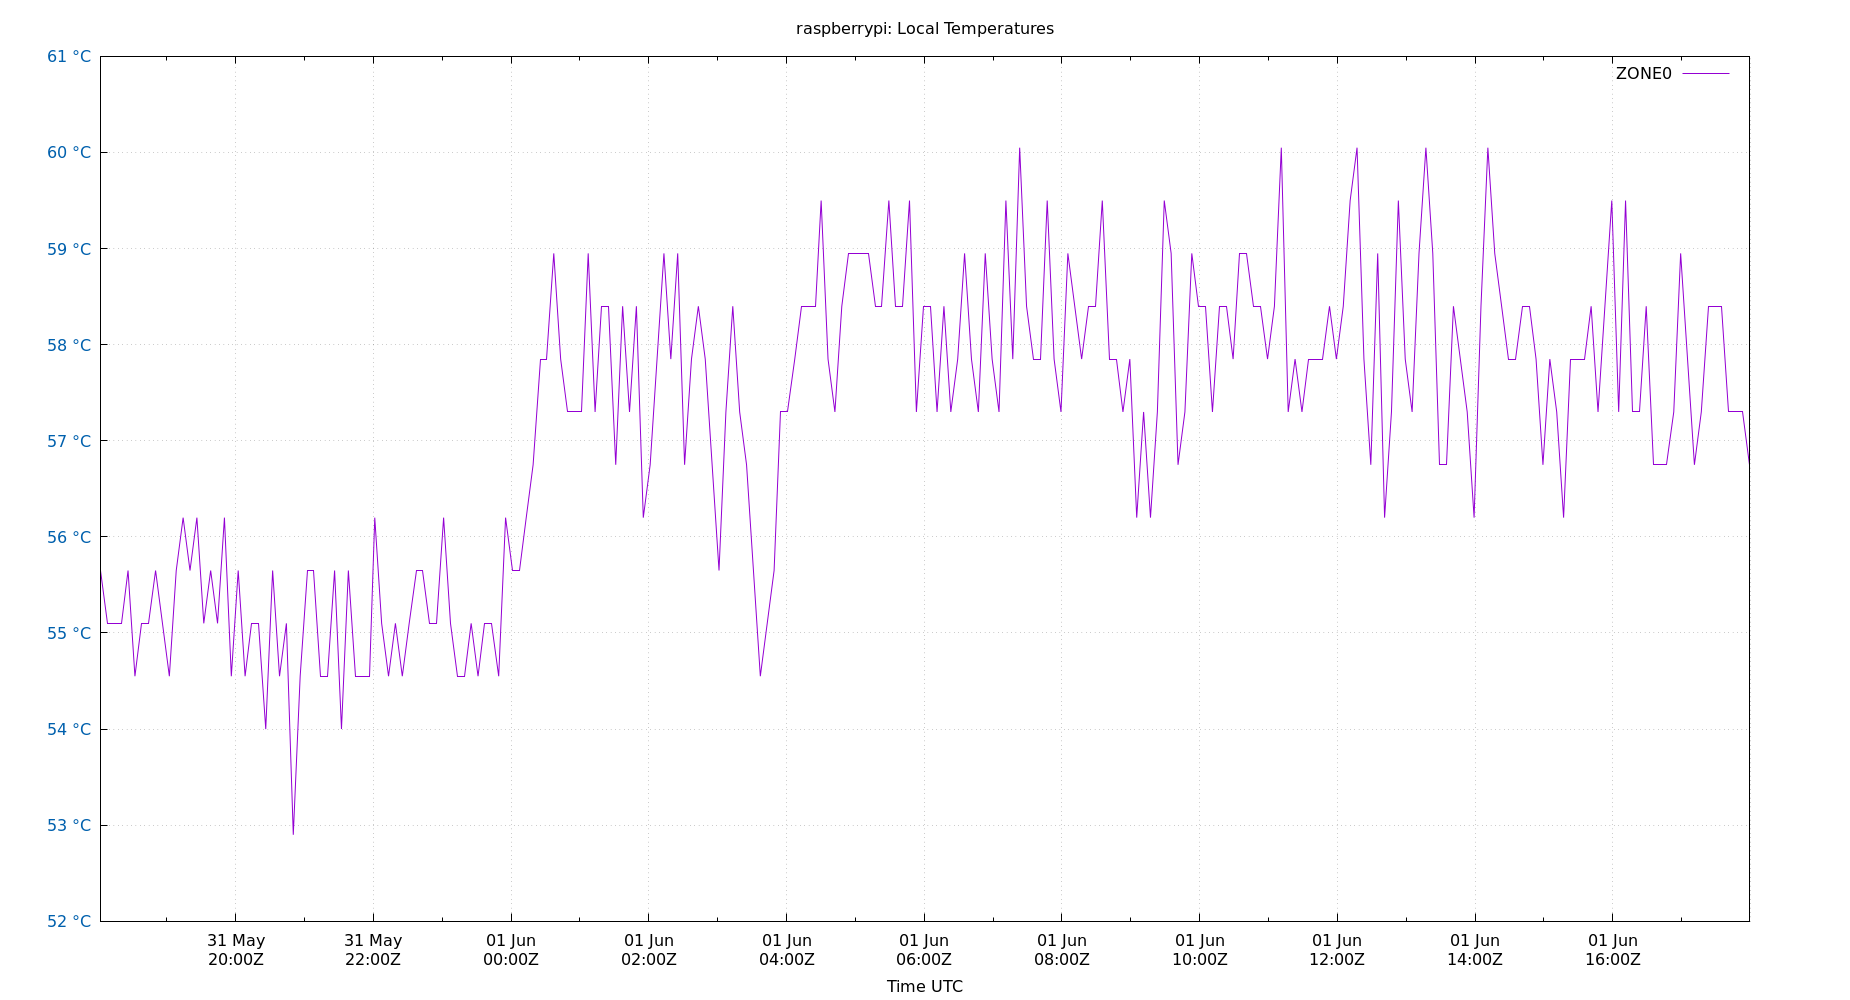 raspberrypi: Local Temperatures
61 °C
ZONE0
60 °C
59 °C
58 °C
57 °C
56 °C
55 °C
54 °C
53 °C
52 °C
31 May 31 May 01 Jun 01 Jun 01 Jun 01 Jun 01 Jun 01 Jun 01 Jun 01 Jun 01 Jun
20:00Z 22:00Z 00:00Z 02:00Z 04:00Z 06:00Z 08:00Z 10:00Z 12:00Z 14:00Z 16:00Z
Time UTC